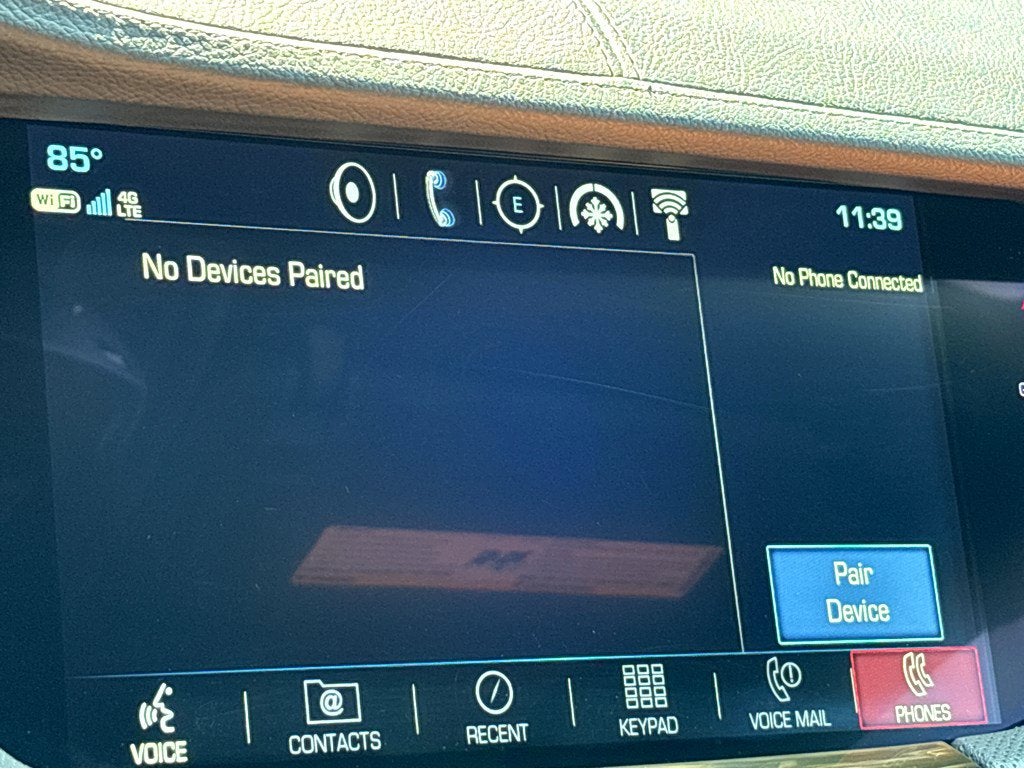 85°
WiFi 4G LTE
E
11:39
No Devices Paired
No Phone Connected
Pair
Device
VOICE
CONTACTS
RECENT
KEYPAD
VOICE MAIL
PHONES